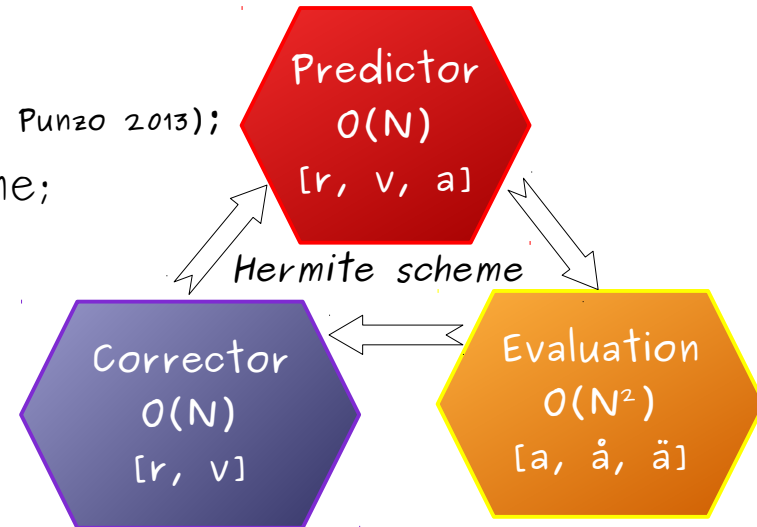 Predictor
O(N)
[r, v, a]
Punzo 2013);
ne;
Hermite scheme
Corrector
O(N)
[r, v]
Evaluation
O(N²)
[a, å, ä]